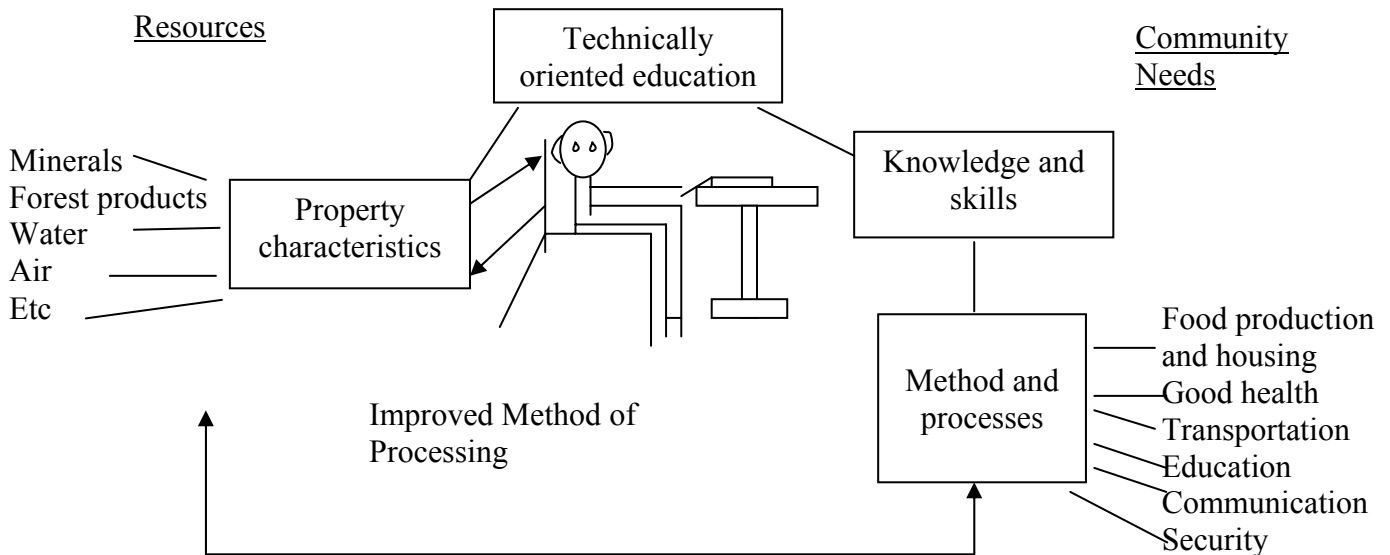 Resources
Technically
oriented education
Community
Needs
Minerals
Forest products
Water
Air
Etc
Property
characteristics
Knowledge and
skills
Method and
processes
Food production
and housing
Good health
Transportation
Education
Communication
Security
Improved Method of
Processing